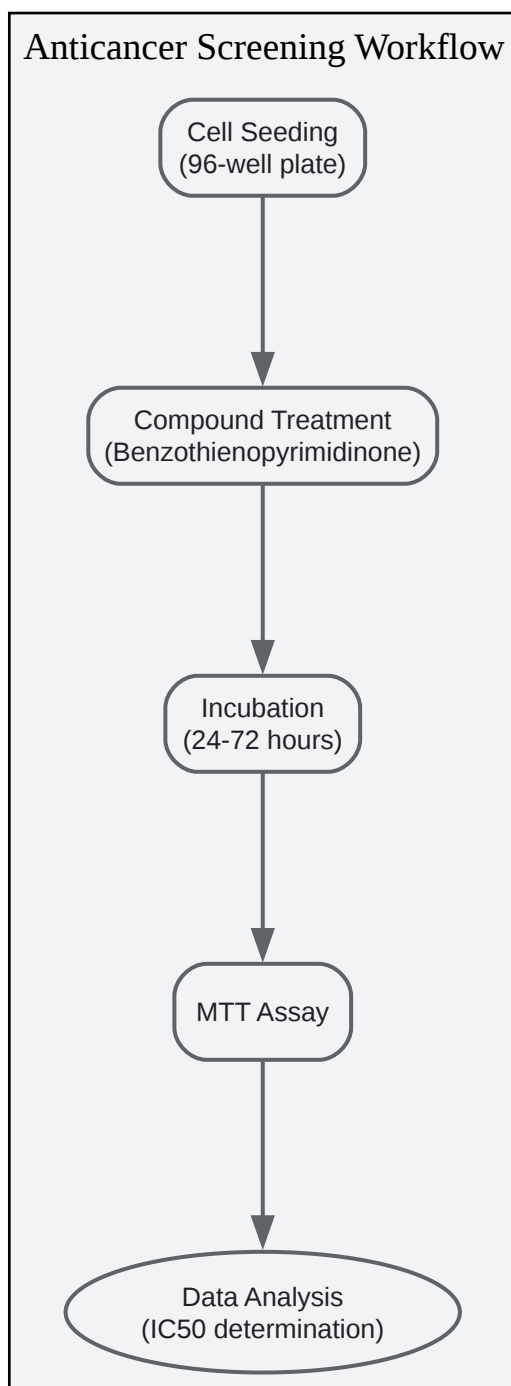 Anticancer Screening Workflow
Cell Seeding
(96-well plate)
Compound Treatment
(Benzothienopyrimidinone)
Incubation
(24-72 hours)
MTT Assay
Data Analysis
(IC50 determination)